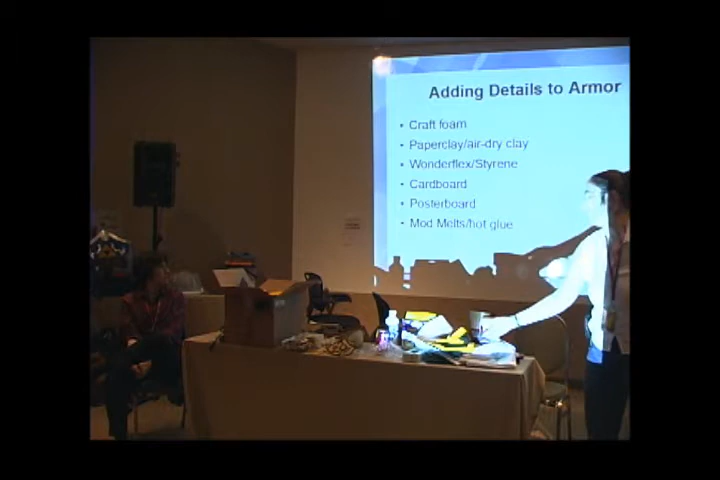 Adding Details to Armor
• Craft foam
• Paperclay/air-dry clay
• Wonderflex/Styrene
• Cardboard
• Posterboard
• Mod Melts/hot glue